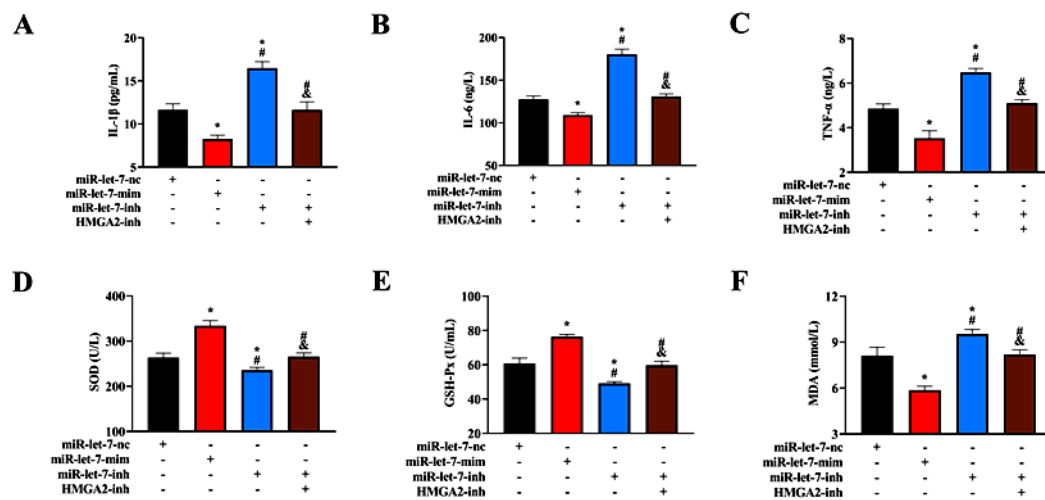 A
IL-1β (pg/mL)
20
15
10
5
*
*
#
#
&
miR-let-7-nc + - - -
miR-let-7-mim - + - -
miR-let-7-inh - - + +
HMGA2-inh - - - +
B
IL-6 (ng/L)
200
150
100
50
*
*
#
#
&
miR-let-7-nc + - - -
miR-let-7-mim - + - -
miR-let-7-inh - - + +
HMGA2-inh - - - +
C
TNF-α (ng/L)
8
6
4
2
*
*
#
#
&
miR-let-7-nc + - - -
miR-let-7-mim - + - -
miR-let-7-inh - - + +
HMGA2-inh - - - +
D
SOD (U/L)
400
300
200
100
*
*
#
#
&
miR-let-7-nc + - - -
miR-let-7-mim - + - -
miR-let-7-inh - - + +
HMGA2-inh - - - +
E
GSH-Px (U/mL)
100
80
60
40
20
*
*
#
#
&
miR-let-7-nc + - - -
miR-let-7-mim - + - -
miR-let-7-inh - - + +
HMGA2-inh - - - +
F
MDA (mmol/L)
12
9
6
3
*
*
#
#
&
miR-let-7-nc + - - -
miR-let-7-mim - + - -
miR-let-7-inh - - + +
HMGA2-inh - - - +